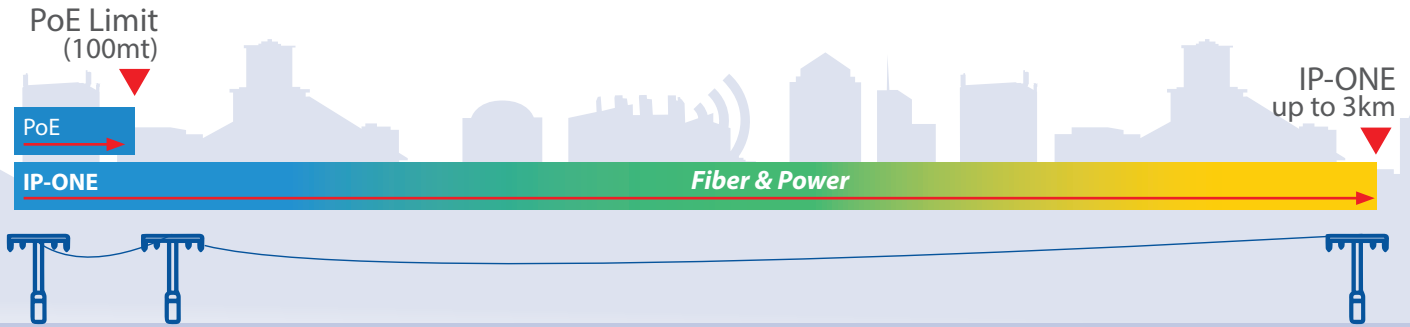 PoE Limit
(100mt)
IP-ONE
up to 3km
PoE
IP-ONE
Fiber & Power